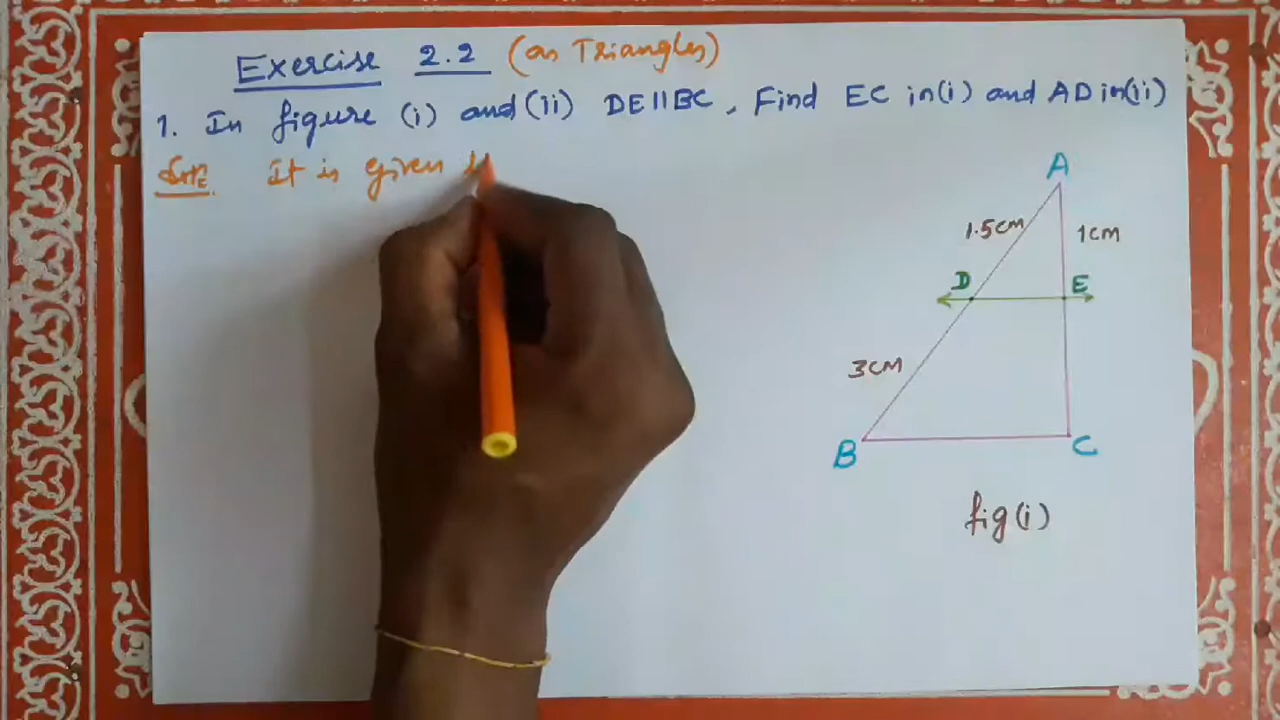 Exercise 2.2 (on Triangles)
1. In figure (i) and (ii) DE||BC, Find EC in (i) and AD in (ii)
It is given
A
1.5cm
1cm
D
E
3cm
B
C
fig (i)